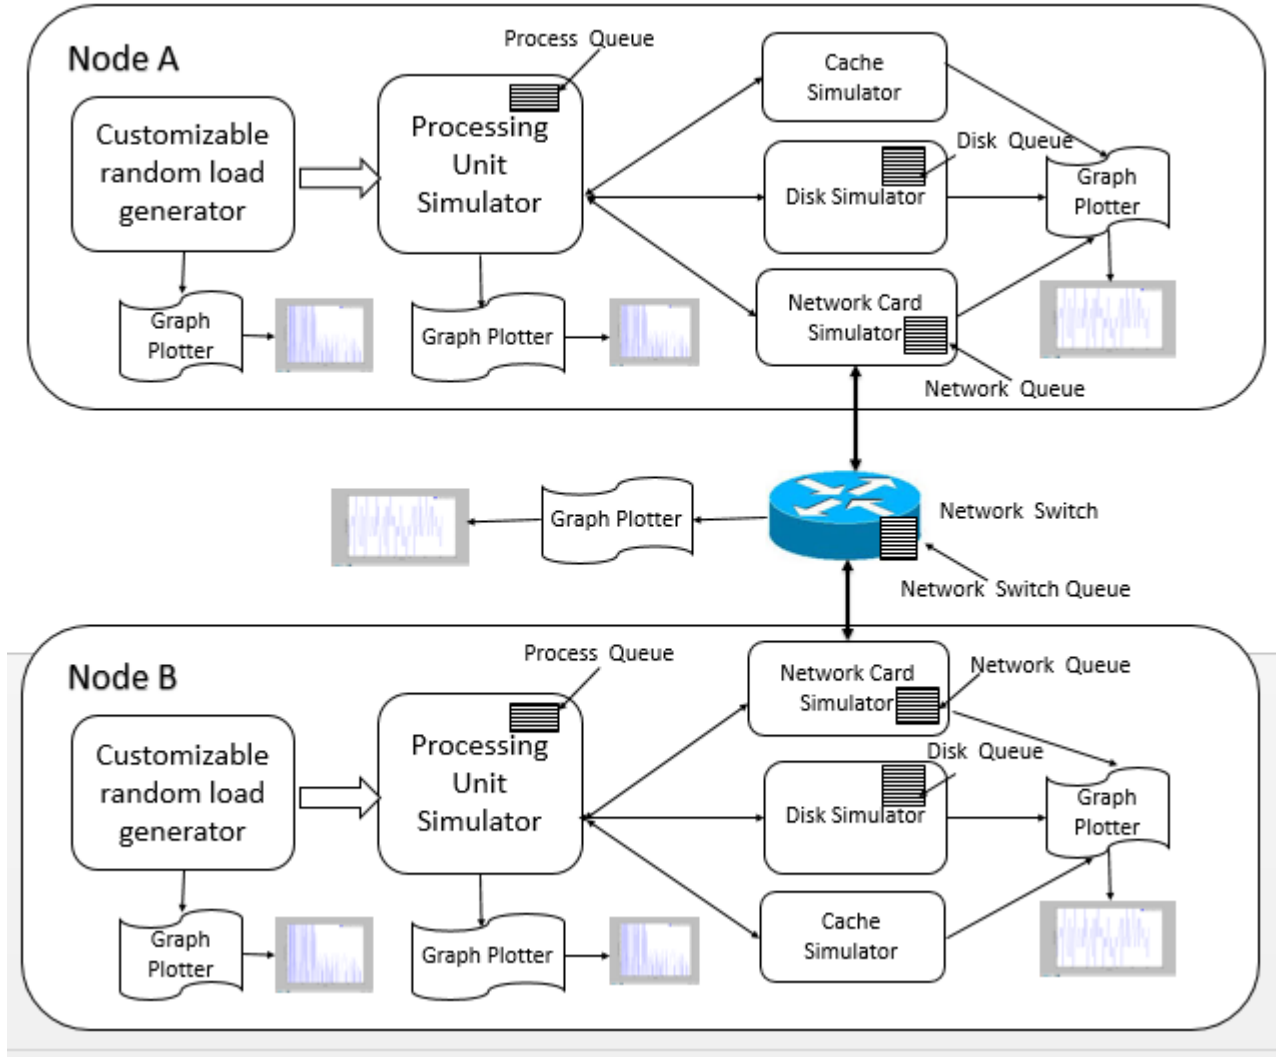 Node A
Process Queue
Customizable
random load
generator
Processing
Unit
Simulator
Cache
Simulator
Disk Queue
Disk Simulator
Graph
Plotter
Network Card
Simulator
Network Queue
Graph
Plotter
Graph Plotter
Graph Plotter
Network Switch
Network Switch Queue
Node B
Process Queue
Customizable
random load
generator
Processing
Unit
Simulator
Network Card
Simulator
Network Queue
Disk Queue
Disk Simulator
Graph
Plotter
Cache
Simulator
Graph
Plotter
Graph Plotter